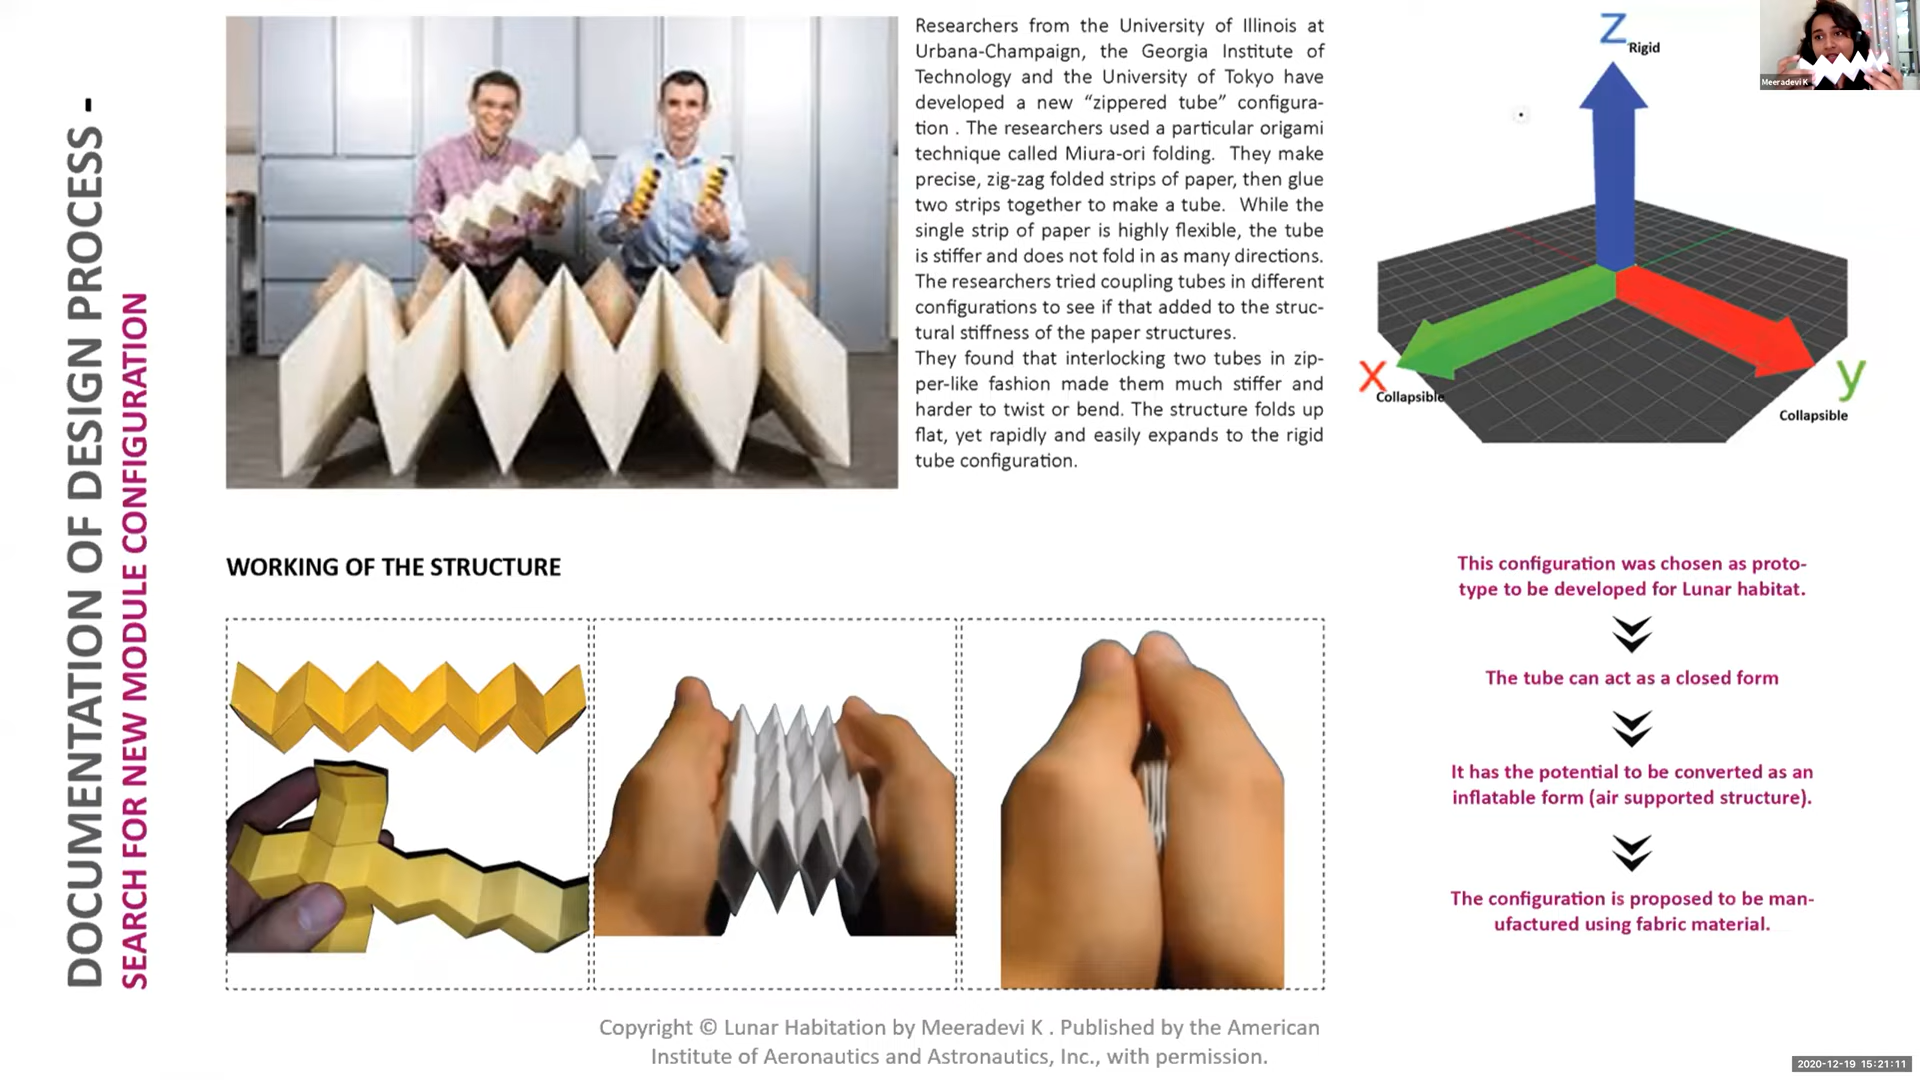 DOCUMENTATION OF DESIGN PROCESS -
SEARCH FOR NEW MODULE CONFIGURATION
Researchers from the University of Illinois at
Urbana-Champaign, the Georgia Institute of
Technology and the University of Tokyo have
developed a new “zippered tube” configura-
tion . The researchers used a particular origami
technique called Miura-ori folding. They make
precise, zig-zag folded strips of paper, then glue
two strips together to make a tube. While the
single strip of paper is highly flexible, the tube
is stiffer and does not fold in as many directions.
The researchers tried coupling tubes in different
configurations to see if that added to the struc-
tural stiffness of the paper structures.
They found that interlocking two tubes in zip-
per-like fashion made them much stiffer and
harder to twist or bend. The structure folds up
flat, yet rapidly and easily expands to the rigid
tube configuration.
Z
Rigid
X
Collapsible
y
Collapsible
Meeradevi K
WORKING OF THE STRUCTURE
This configuration was chosen as proto-
type to be developed for Lunar habitat.
The tube can act as a closed form
It has the potential to be converted as an
inflatable form (air supported structure).
The configuration is proposed to be man-
ufactured using fabric material.
Copyright © Lunar Habitation by Meeradevi K . Published by the American
Institute of Aeronautics and Astronautics, Inc., with permission.
2020-12-19 15:21:11